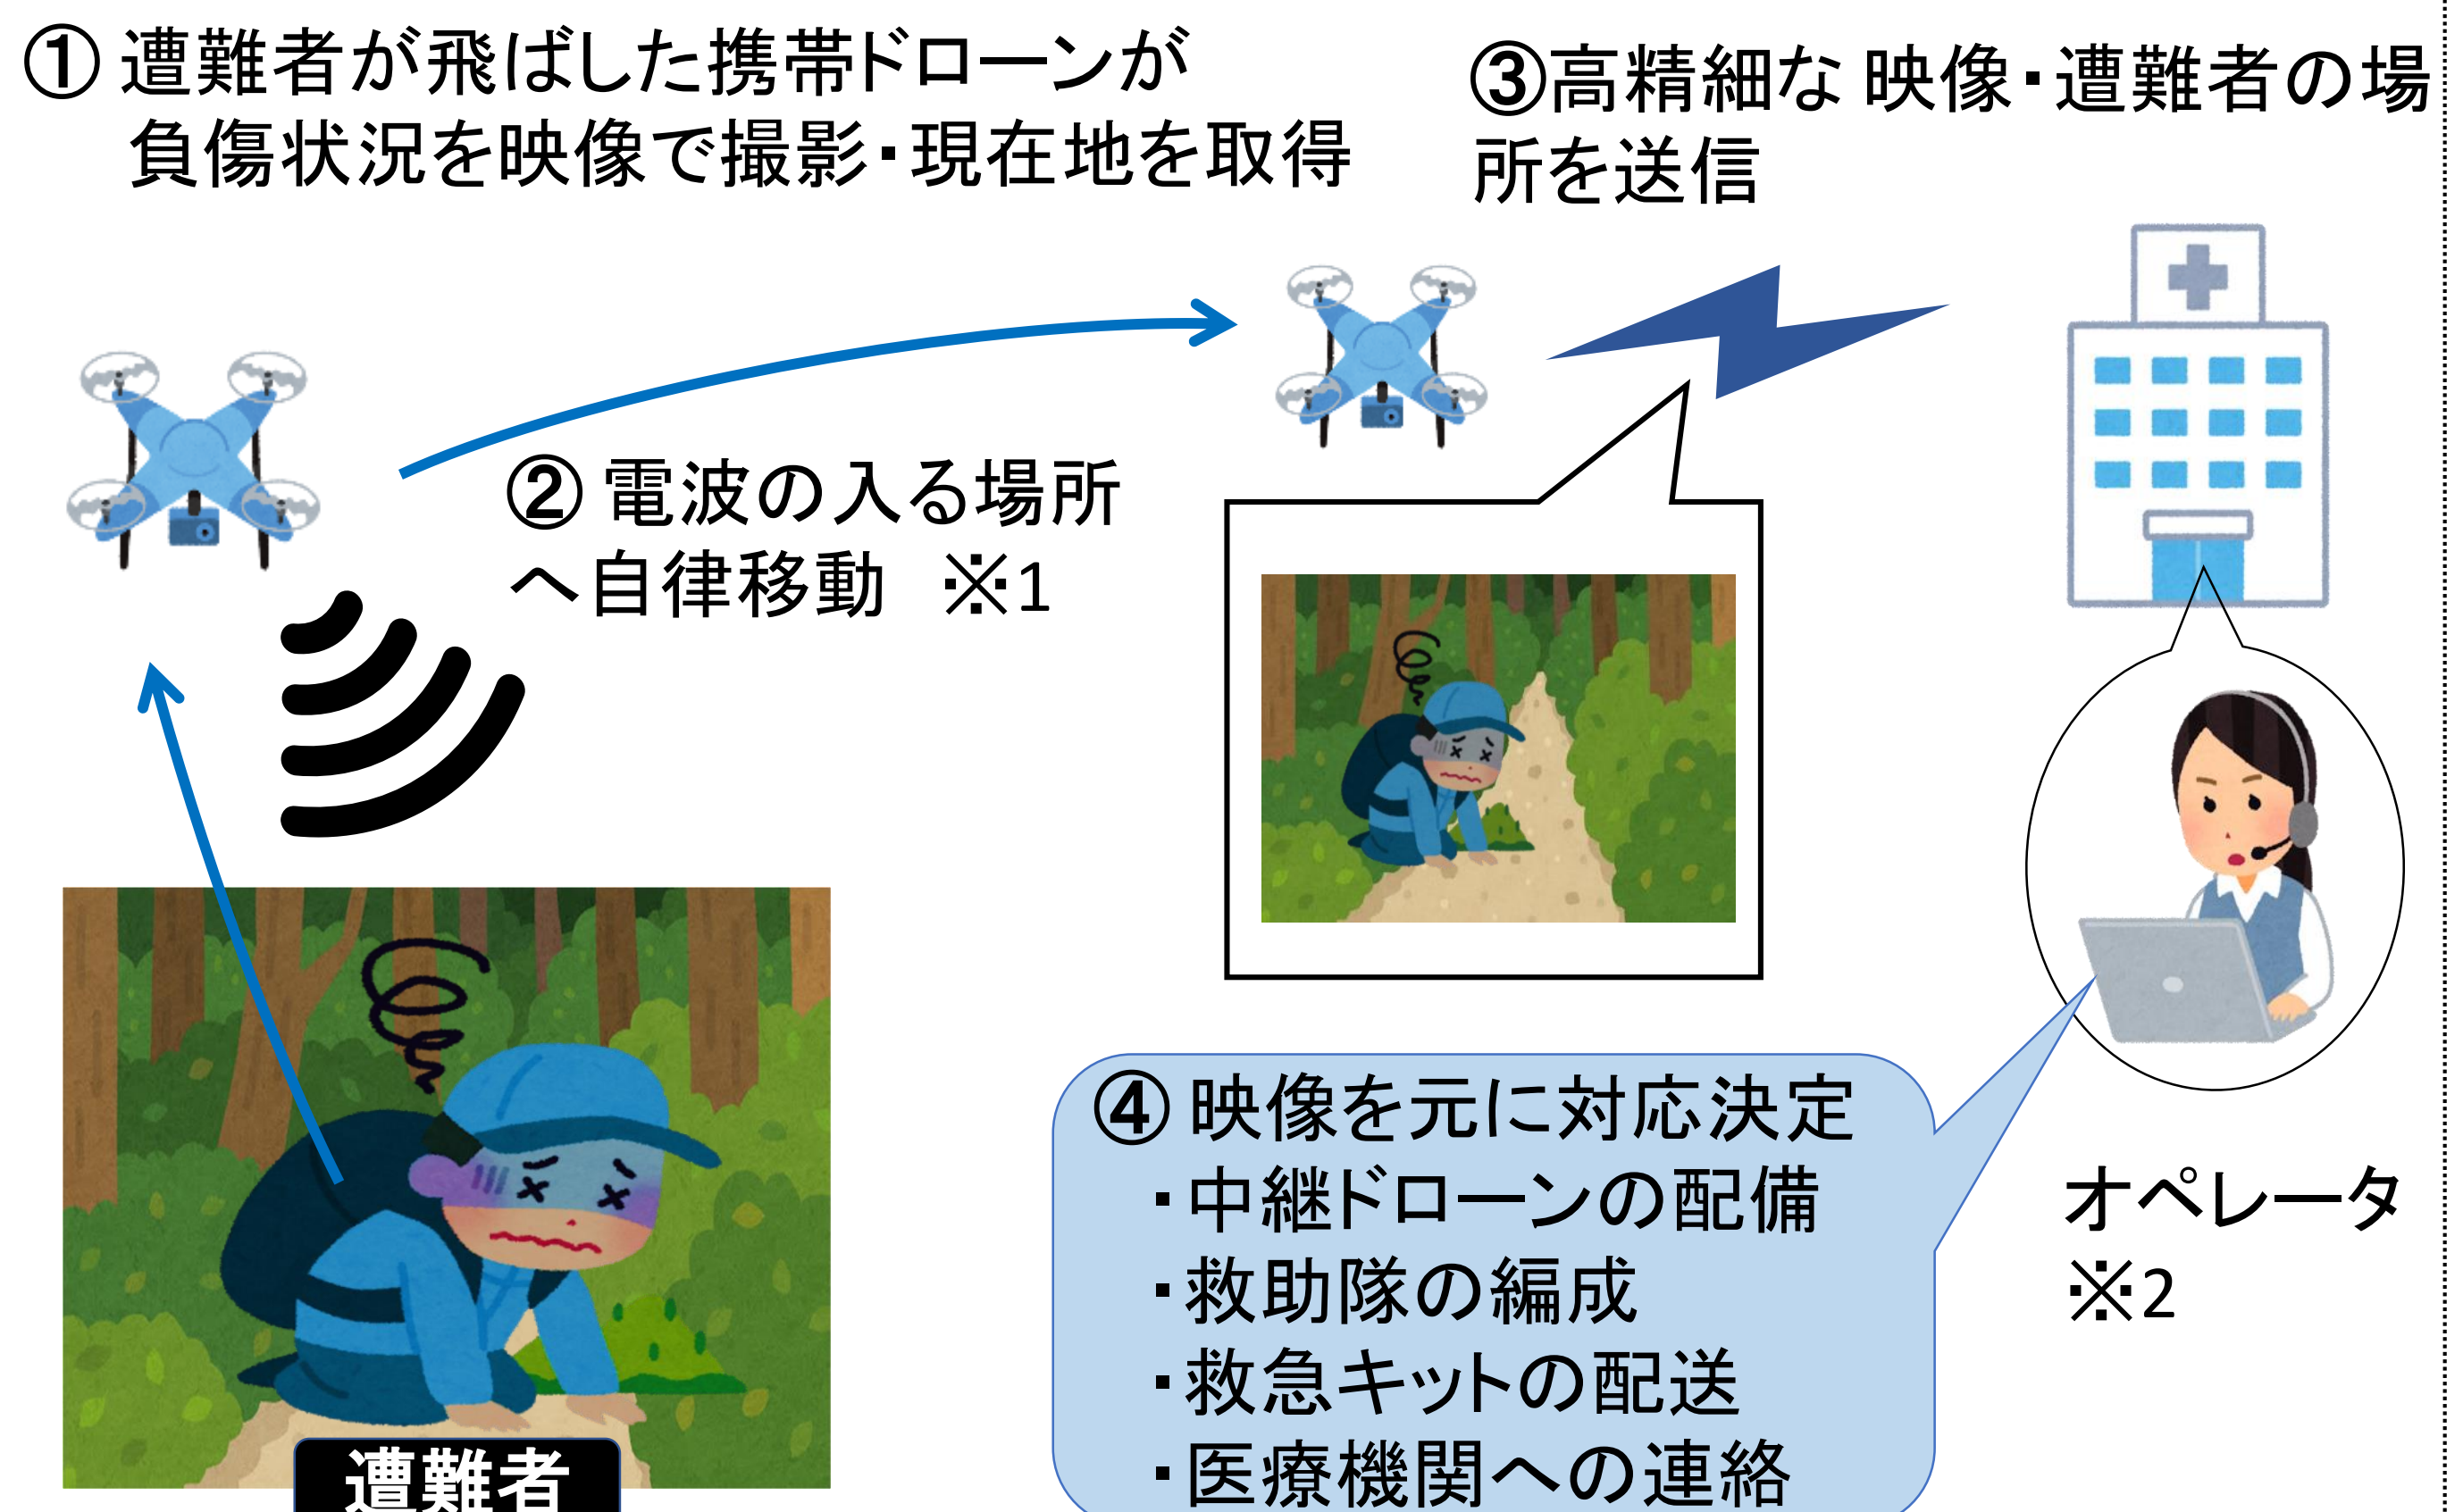 ① 遭難者が飛ばした携帯ドローンが
負傷状況を映像で撮影・現在地を取得
③高精細な 映像・遭難者の場
所を送信
② 電波の入る場所
へ自律移動　※1
④ 映像を元に対応決定
・中継ドローンの配備
・救助隊の編成
・救急キットの配送
・医療機関への連絡
オペレータ
※2
遭難者